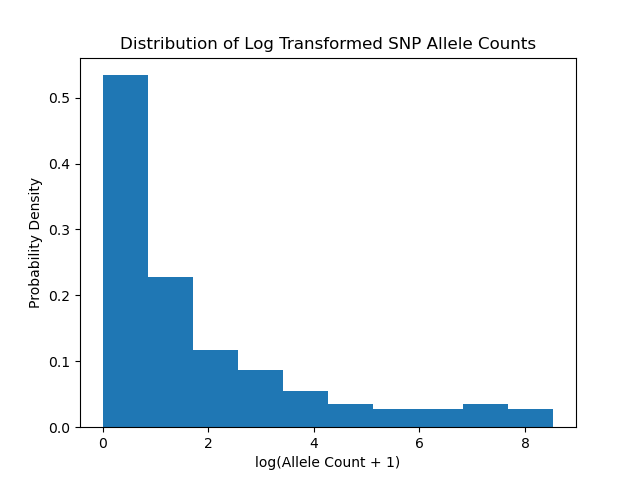 Distribution of Log Transformed SNP Allele Counts
Probability Density
0.5
0.4
0.3
0.2
0.1
0.0
0 2 4 6 8
log(Allele Count + 1)